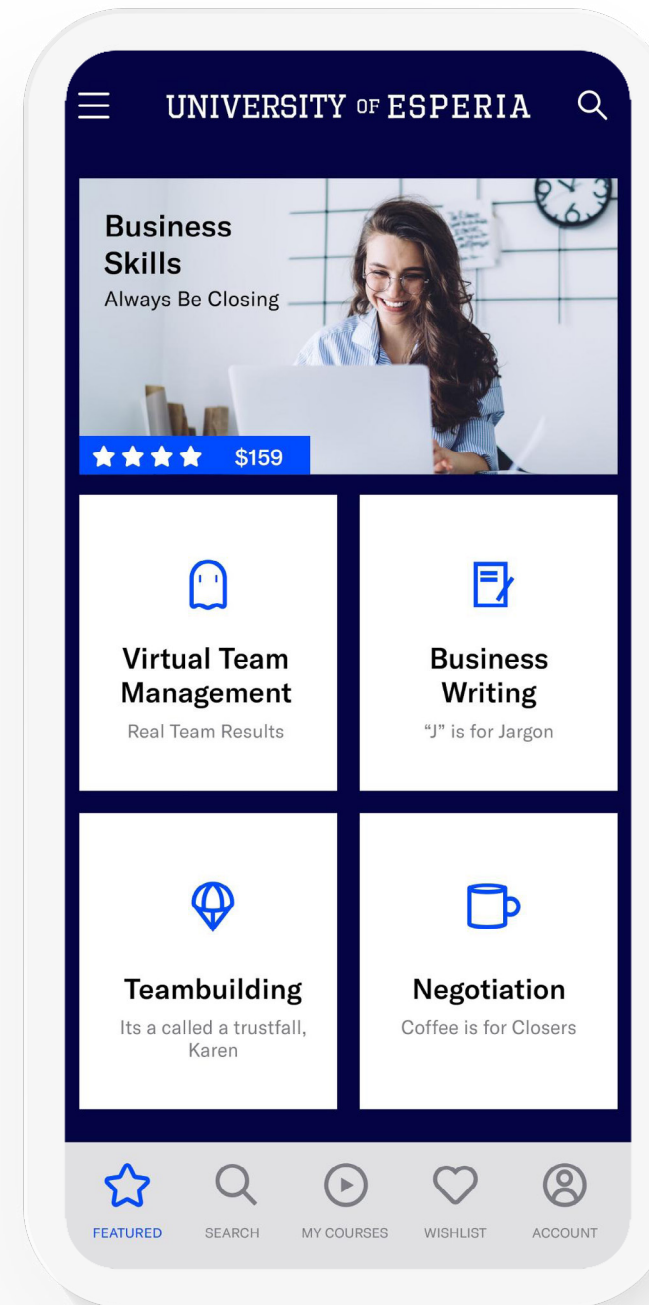 UNIVERSITY OF ESPERIA
Business
Skills
Always Be Closing
$159
Virtual Team
Management
Real Team Results
Business
Writing
“J” is for Jargon
Teambuilding
Its a called a trustfall,
Karen
Negotiation
Coffee is for Closers
FEATURED
SEARCH
MY COURSES
WISHLIST
ACCOUNT